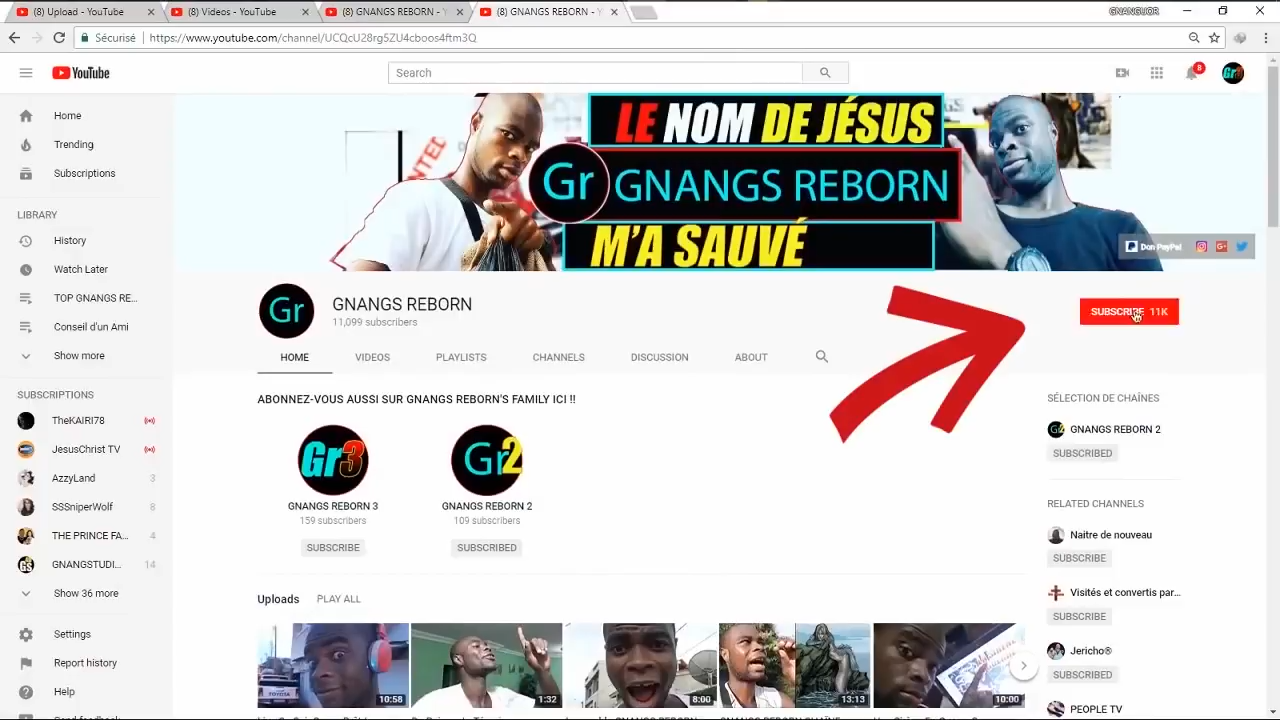 (8) Upload - YouTube
(8) Videos - YouTube
(8) GNANGS REBORN - Y
(8) GNANGS REBORN - Y
GNANGUOR
Sécurisé
https://www.youtube.com/channel/UCQcU28rg5ZU4cboos4ftm3Q
YouTube
Search
8
Gr
LE NOM DE JÉSUS
Gr GNANGS REBORN
M'A SAUVÉ
Don PayPal
Home
Trending
Subscriptions
LIBRARY
History
Watch Later
TOP GNANGS RE...
Conseil d'un Ami
Show more
SUBSCRIPTIONS
TheKAIRI78
JesusChrist TV
AzzyLand 3
SSSniperWolf 8
THE PRINCE FA... 4
GNANGSTUDI... 14
Show 36 more
Settings
Report history
Help
Send feedback
Gr
GNANGS REBORN
11,099 subscribers
SUBSCRIBE 11K
HOME
VIDEOS
PLAYLISTS
CHANNELS
DISCUSSION
ABOUT
ABONNEZ-VOUS AUSSI SUR GNANGS REBORN'S FAMILY ICI !!
Gr3
GNANGS REBORN 3
159 subscribers
SUBSCRIBE
Gr2
GNANGS REBORN 2
109 subscribers
SUBSCRIBED
Uploads
PLAY ALL
10:58
1:32
8:00
13:13
10:00
SÉLECTION DE CHAÎNES
GNANGS REBORN 2
SUBSCRIBED
RELATED CHANNELS
Naitre de nouveau
SUBSCRIBE
Visités et convertis par...
SUBSCRIBE
Jericho®
SUBSCRIBE
PEOPLE TV